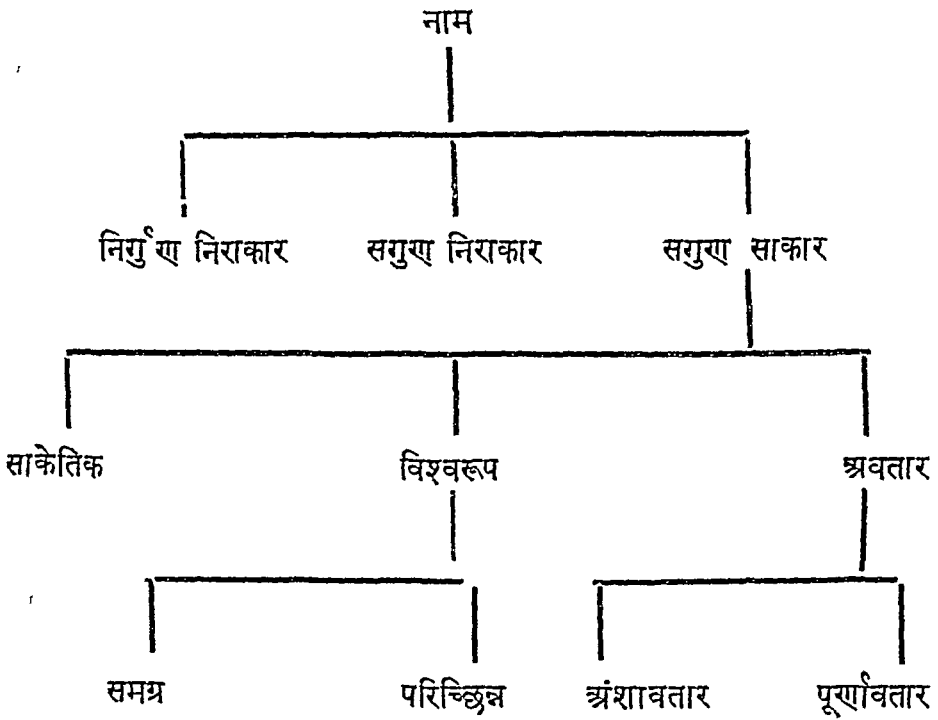 नाम
निर्गुण निराकार सगुण निराकार सगुण साकार
साकेतिक विश्वरूप अवतार
समग्र परिच्छिन्न अंशावतार पूर्णावतार